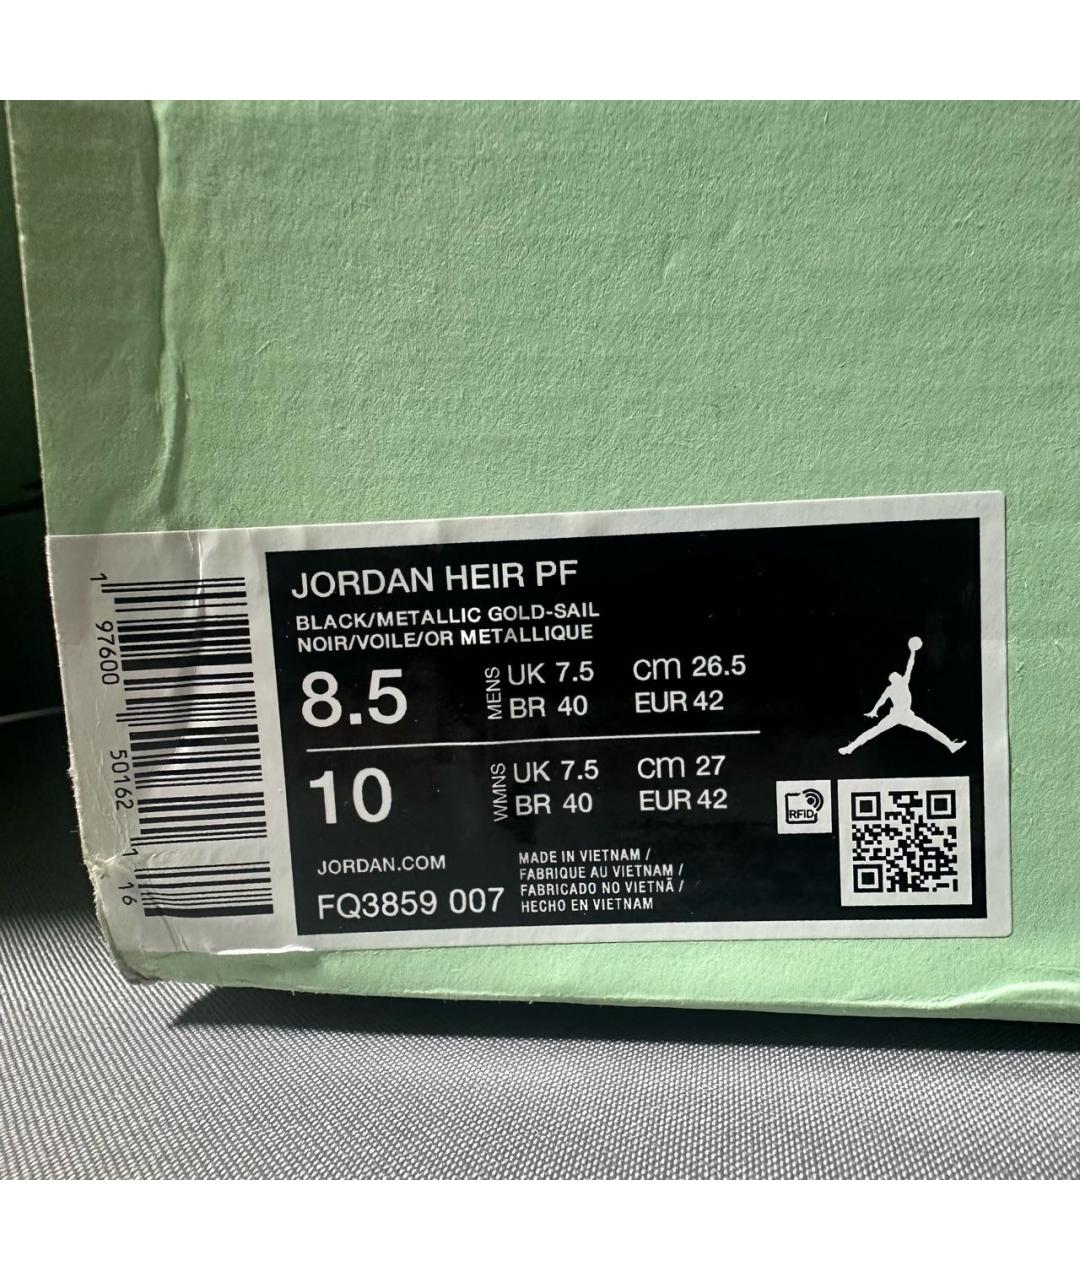 JORDAN HEIR PF
BLACK/METALLIC GOLD-SAIL
NOIR/VOILE/OR METALLIQUE
8.5 MENS UK 7.5 CM 26.5
BR 40 EUR 42
10 WMNS UK 7.5 CM 27
BR 40 EUR 42
RFID
JORDAN.COM
FQ3859 007
MADE IN VIETNAM /
FABRIQUE AU VIETNAM /
FABRICADO NO VIETNÃ /
HECHO EN VIETNAM
1 97600 50162 1 16